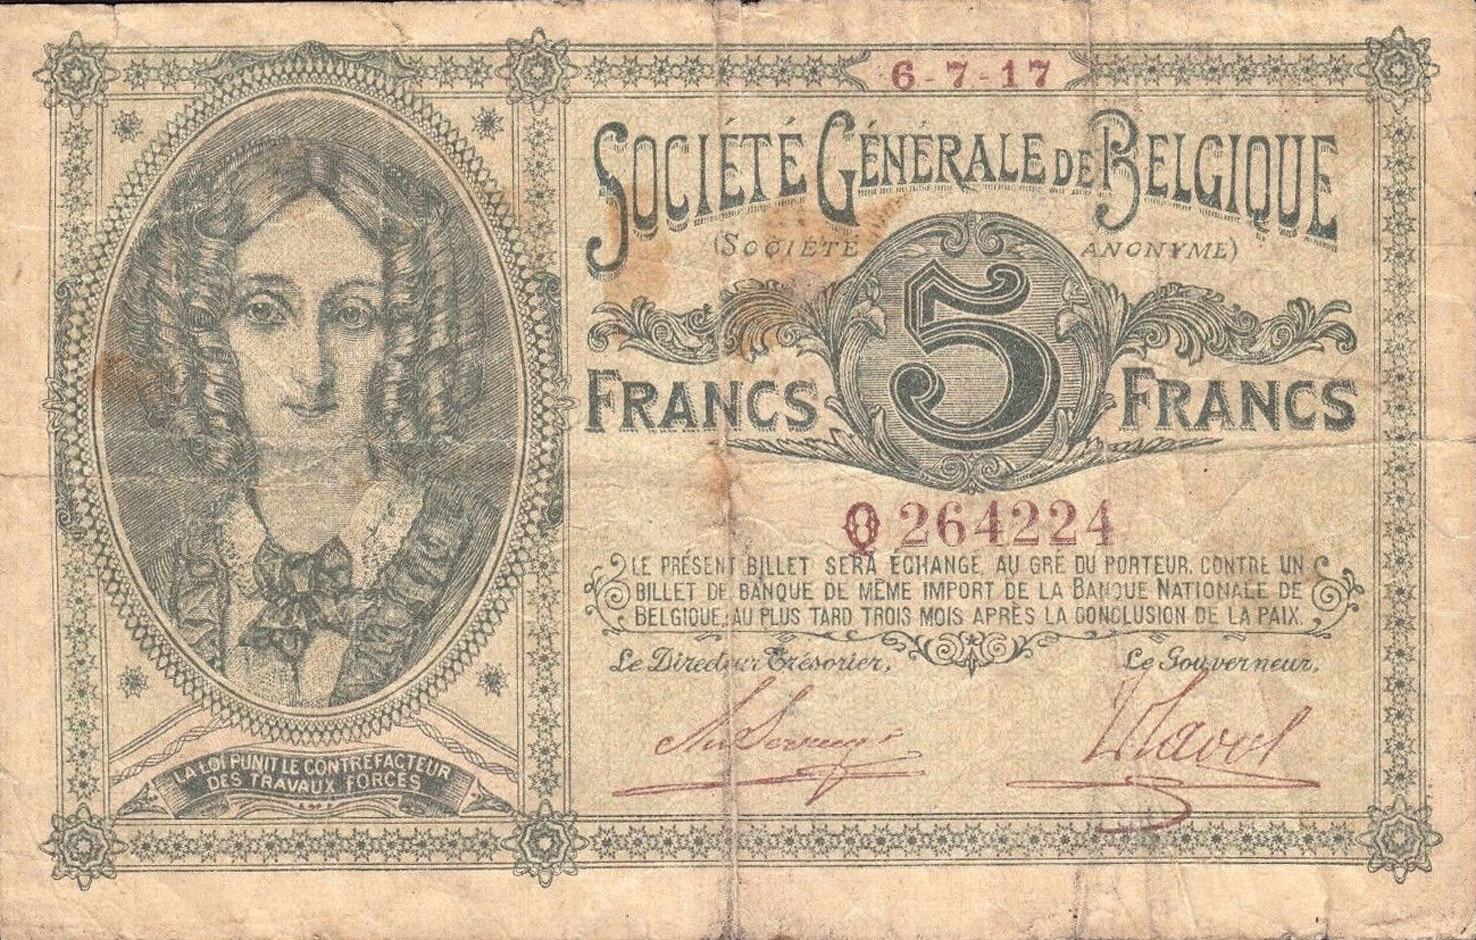 6-7-17
SOCIÉTÉ GÉNÉRALE DE BELGIQUE
(SOCIÉTÉ ANONYME)
FRANCS 5 FRANCS
Q 264224
LE PRÉSENT BILLET SERA ÉCHANGÉ, AU GRÉ DU PORTEUR, CONTRE UN
BILLET DE BANQUE DE MÊME IMPORT DE LA BANQUE NATIONALE DE
BELGIQUE, AU PLUS TARD TROIS MOIS APRÈS LA CONCLUSION DE LA PAIX.
Le Directeur Trésorier,
Le Gouverneur,
LA LOI PUNIT LE CONTREFACTEUR
DES TRAVAUX FORCÉS